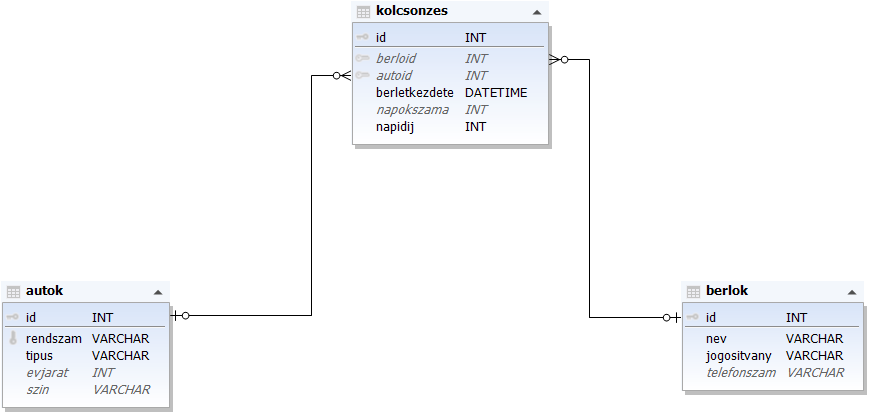 kolcsonzes
id INT
berloid INT
autoid INT
berletkezdete DATETIME
napokszama INT
napidij INT
autok
id INT
rendszam VARCHAR
tipus VARCHAR
evjarat INT
szin VARCHAR
berlok
id INT
nev VARCHAR
jogositvany VARCHAR
telefonszam VARCHAR